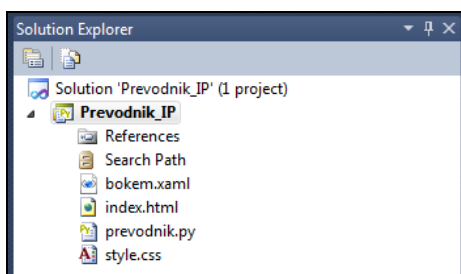 Solution Explorer
Solution 'Prevodnik_IP' (1 project)
Prevodnik_IP
References
Search Path
bokem.xaml
index.html
prevodnik.py
style.css